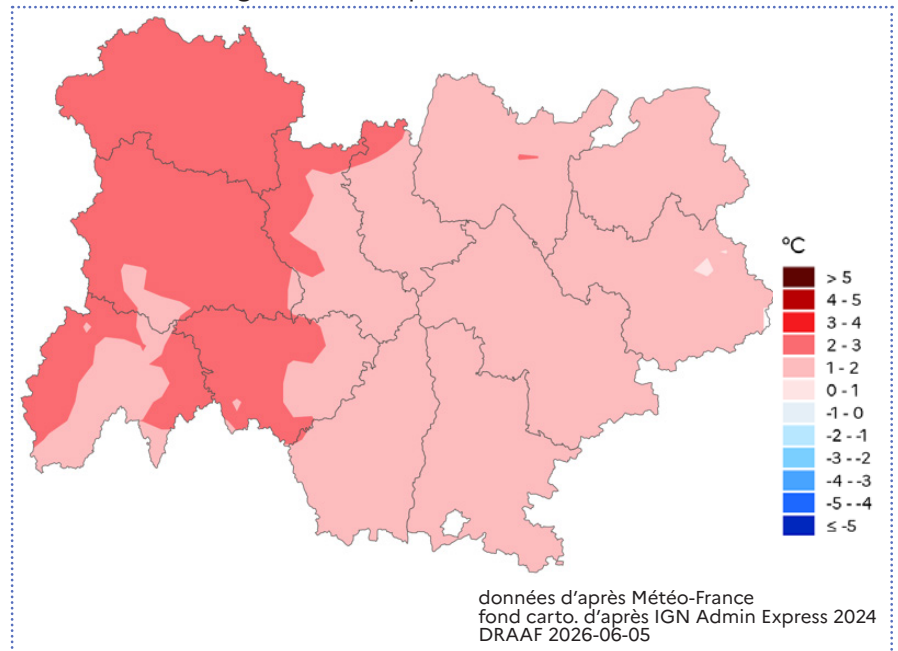 °C
> 5
4 - 5
3 - 4
2 - 3
1 - 2
0 - 1
-1 - 0
-2 - -1
-3 - -2
-4 - -3
-5 - -4
≤ -5
données d'après Météo-France
fond carto. d'après IGN Admin Express 2024
DRAAF 2026-06-05